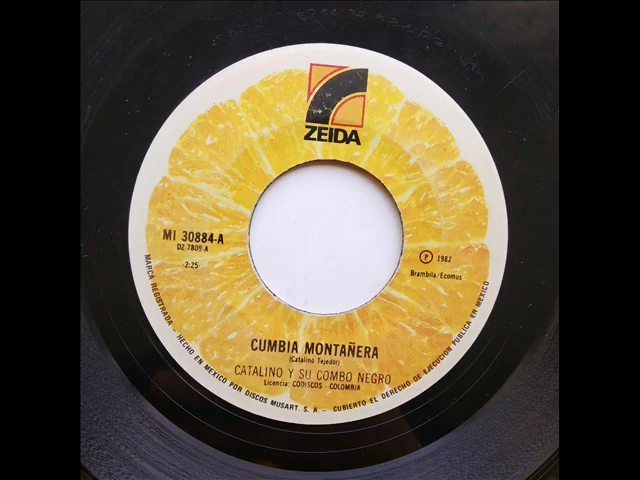 ZEIDA
MI 30884-A
DZ-7809-A
2:25
Ⓟ 1982
Brambila/Ecomus
CUMBIA MONTAÑERA
(Catalino Tejedor)
CATALINO Y SU COMBO NEGRO
Licencia: CODISCOS - COLOMBIA
MARCA REGISTRADA - HECHO EN MEXICO POR DISCOS MUSART S. A. - CUBIERTO EL DERECHO DE EJECUCION PUBLICA EN MEXICO